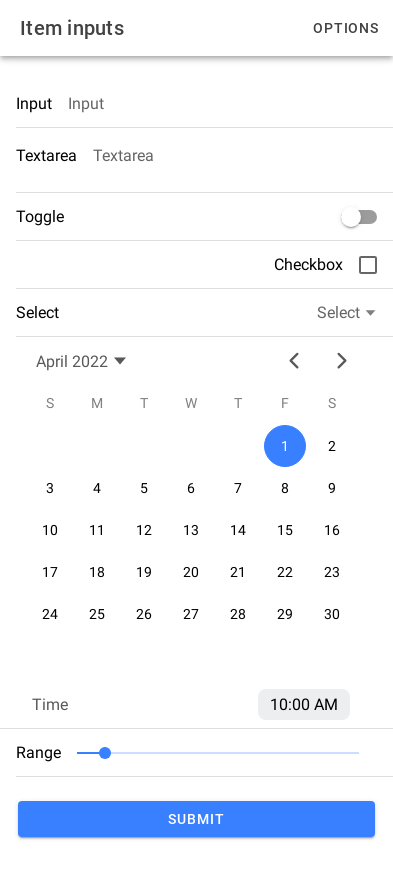 Item inputs OPTIONS
Input Input
Textarea Textarea
Toggle
Checkbox
Select Select
April 2022
S M T W T F S
1 2
3 4 5 6 7 8 9
10 11 12 13 14 15 16
17 18 19 20 21 22 23
24 25 26 27 28 29 30
Time 10:00 AM
Range
SUBMIT